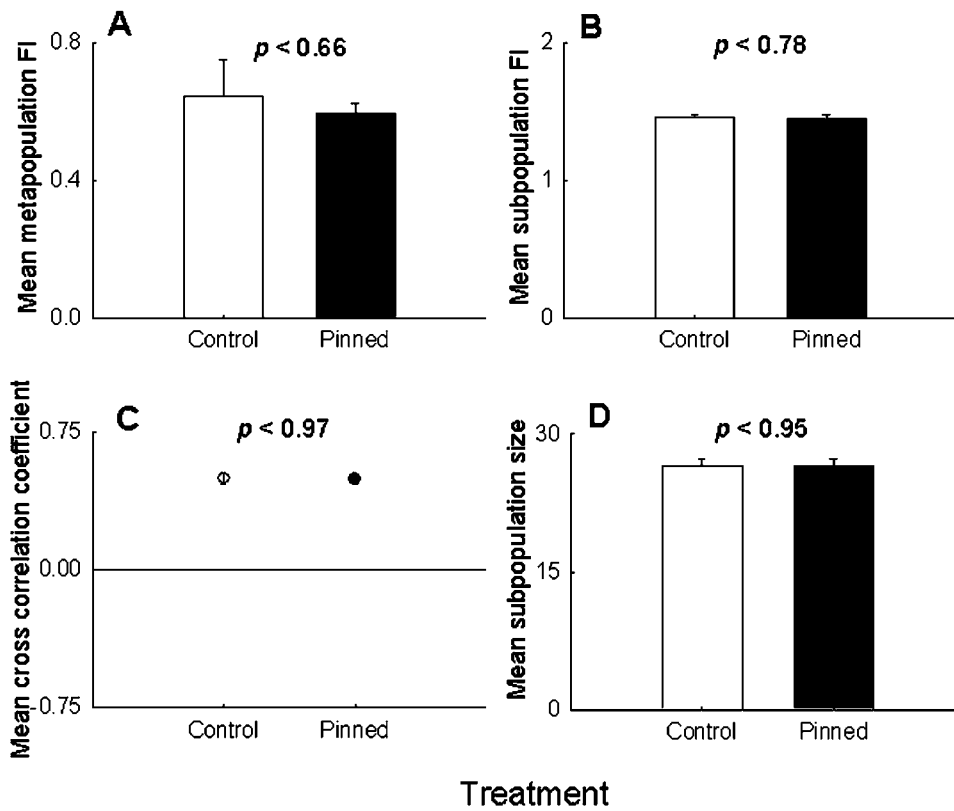 A
p < 0.66
Mean metapopulation FI
0.8
0.4
0.0
Control Pinned
B
p < 0.78
Mean subpopulation FI
2
1
0
Control Pinned
C
p < 0.97
Mean cross correlation coefficient
0.75
0.00
-0.75
Control Pinned
D
p < 0.95
Mean subpopulation size
30
15
0
Control Pinned
Treatment